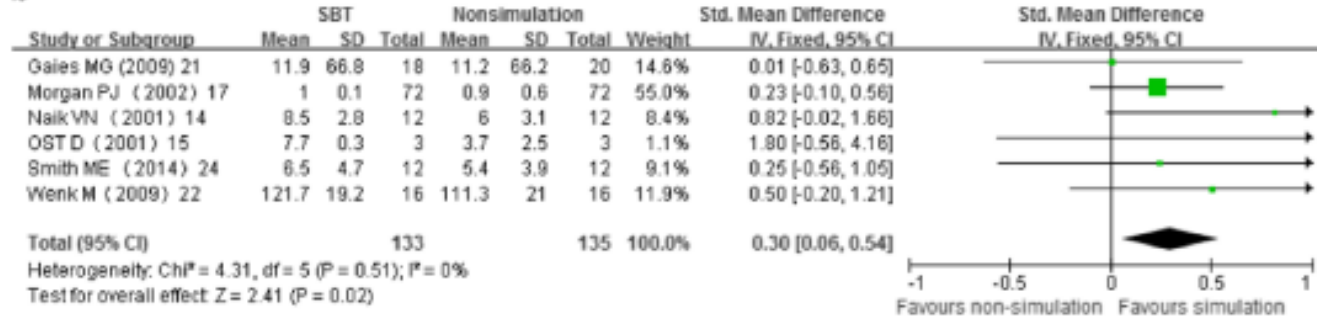 SBT Nonsimulation Std. Mean Difference Std. Mean Difference
Study or Subgroup Mean SD Total Mean SD Total Weight IV, Fixed, 95% CI IV, Fixed, 95% CI
Gaies MG (2009) 21 11.9 66.8 18 11.2 66.2 20 14.6% 0.01 [-0.63, 0.65]
Morgan PJ (2002) 17 1 0.1 72 0.9 0.6 72 55.0% 0.23 [-0.10, 0.56]
Naik VN (2001) 14 8.5 2.8 12 6 3.1 12 8.4% 0.82 [-0.02, 1.66]
OST D (2001) 15 7.7 0.3 3 3.7 2.5 3 1.1% 1.80 [-0.56, 4.16]
Smith ME (2014) 24 6.5 4.7 12 5.4 3.9 12 9.1% 0.25 [-0.56, 1.05]
Wenk M (2009) 22 121.7 19.2 16 111.3 21 16 11.9% 0.50 [-0.20, 1.21]
Total (95% CI) 133 135 100.0% 0.30 [0.06, 0.54]
Heterogeneity: Chi² = 4.31, df = 5 (P = 0.51); I² = 0%
Test for overall effect: Z = 2.41 (P = 0.02)
-1 -0.5 0 0.5 1
Favours non-simulation Favours simulation